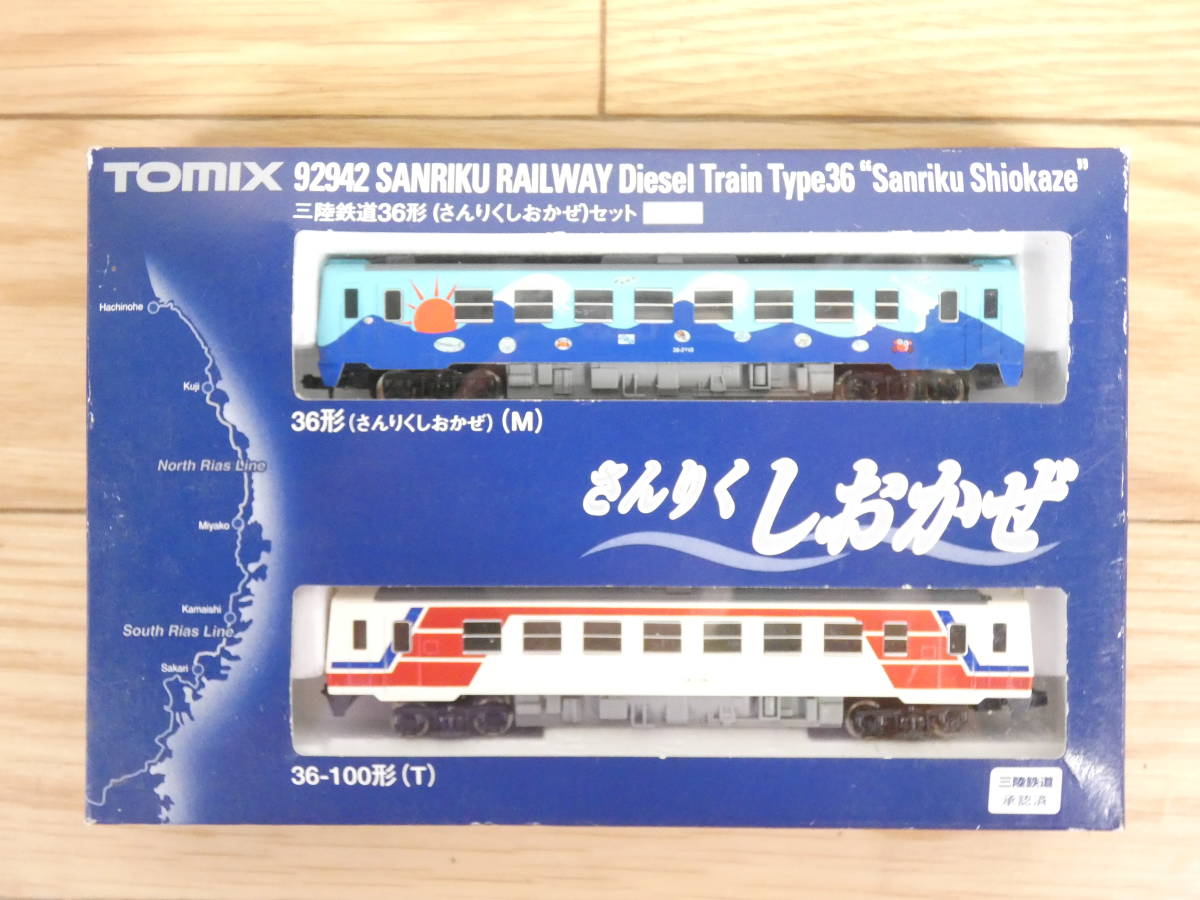 TOMIX 92942 SANRIKU RAILWAY Diesel Train Type36 “Sanriku Shiokaze”
三陸鉄道36形(さんりくしおかぜ)セット
Hachinohe
Kuji
36形(さんりくしおかぜ)(M)
North Rias Line
さんりくしおかぜ
Miyako
Kamaishi
South Rias Line
Sakari
36-100形(T)
三陸鉄道
承認済